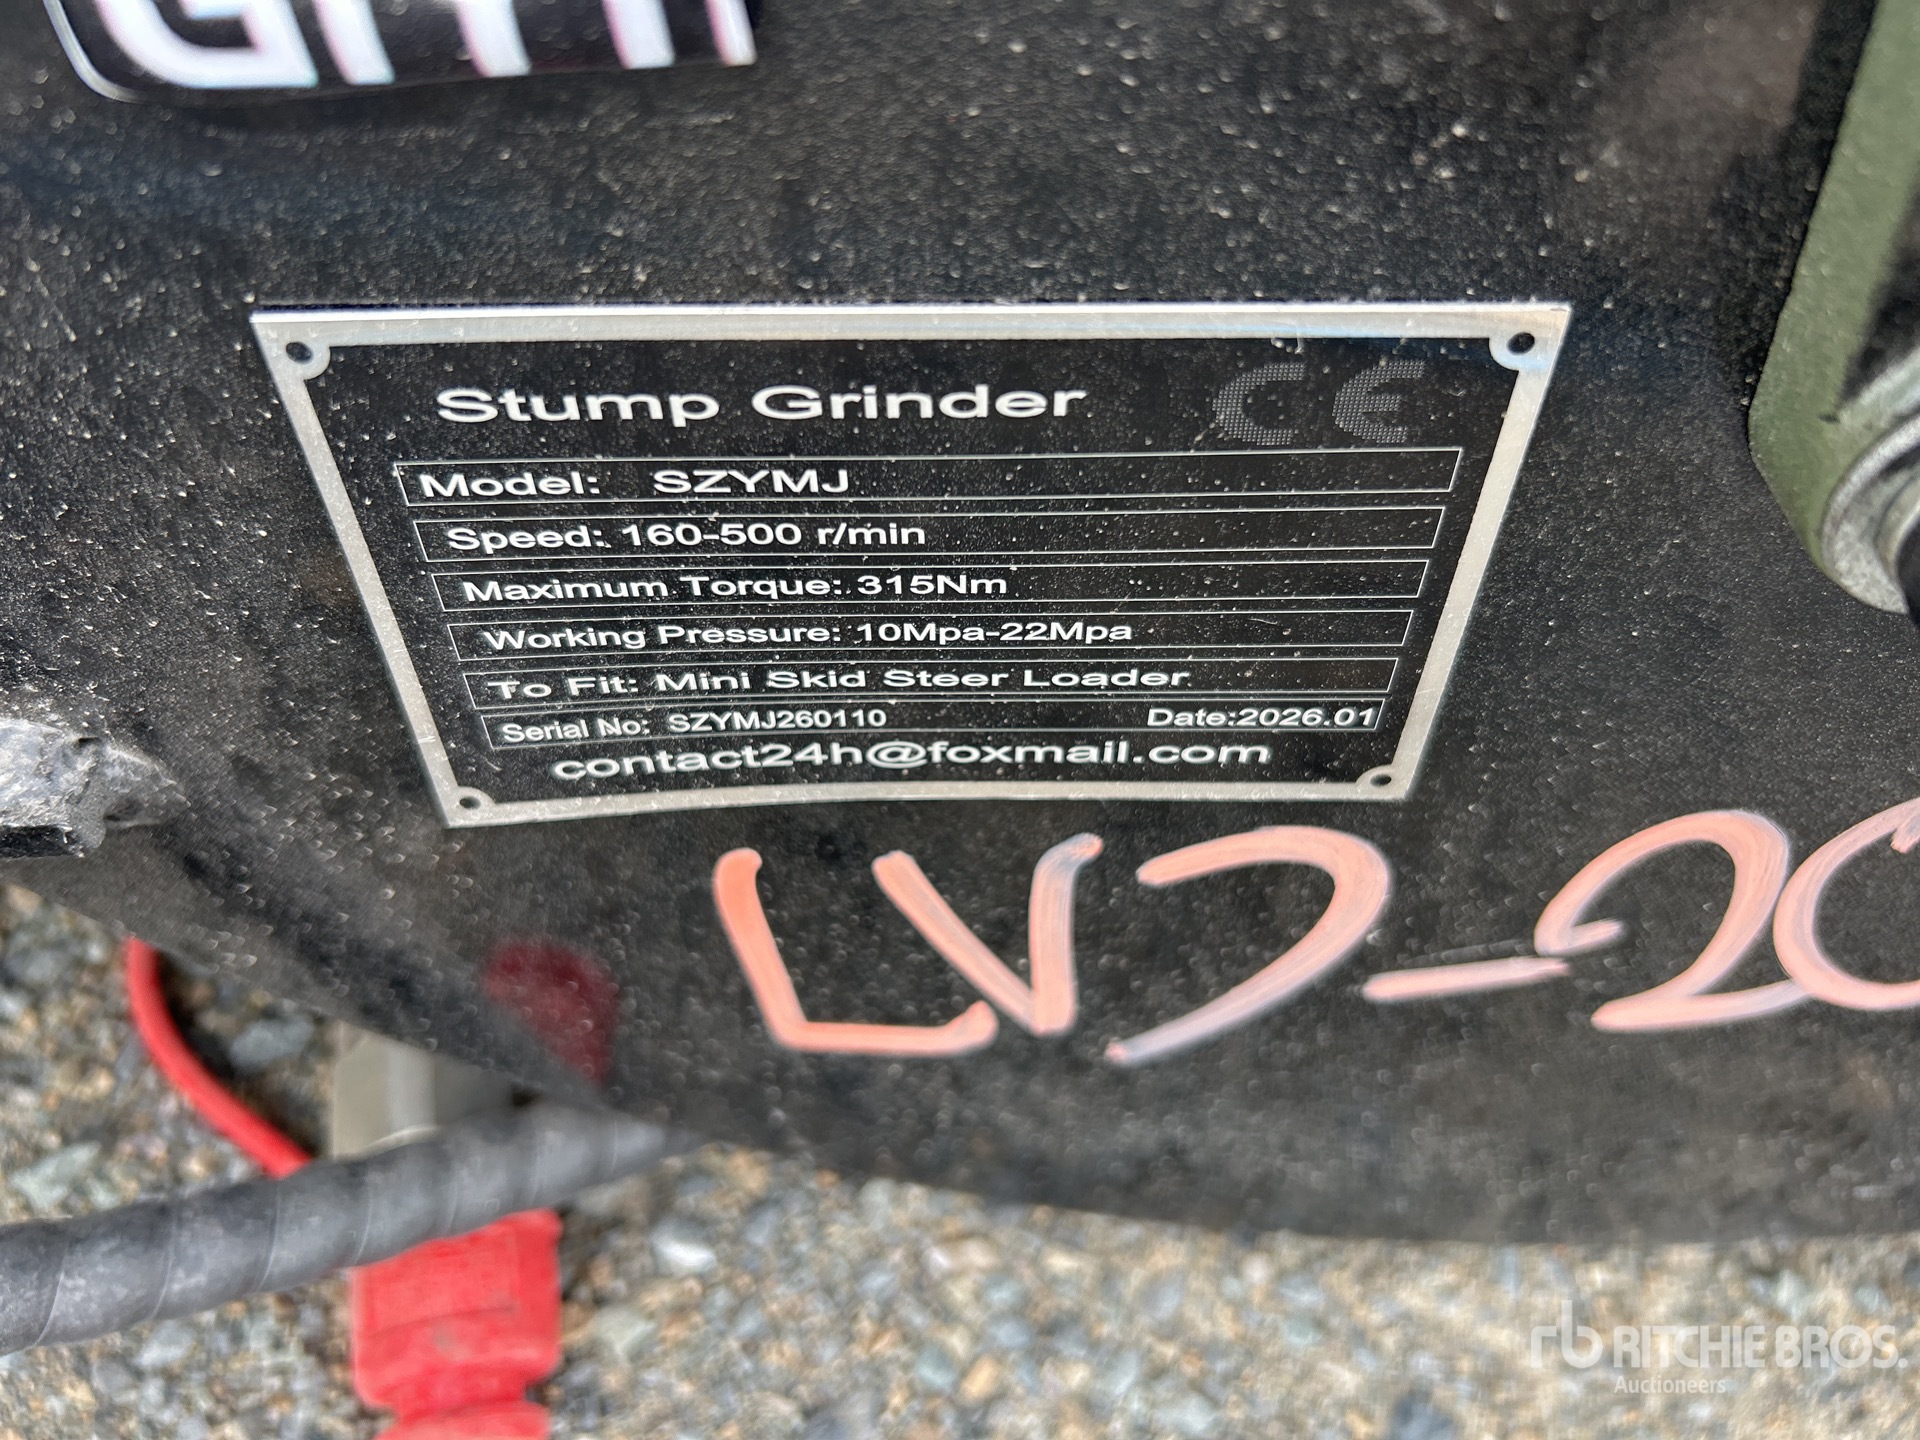 Stump Grinder CE
Model: SZYMJ
Speed: 160-500 r/min
Maximum Torque: 315Nm
Working Pressure: 10Mpa-22Mpa
To Fit: Mini Skid Steer Loader
Serial No: SZYMJ260110 Date:2026.01
contact24h@foxmail.com
rb RITCHIE BROS.
Auctioneers